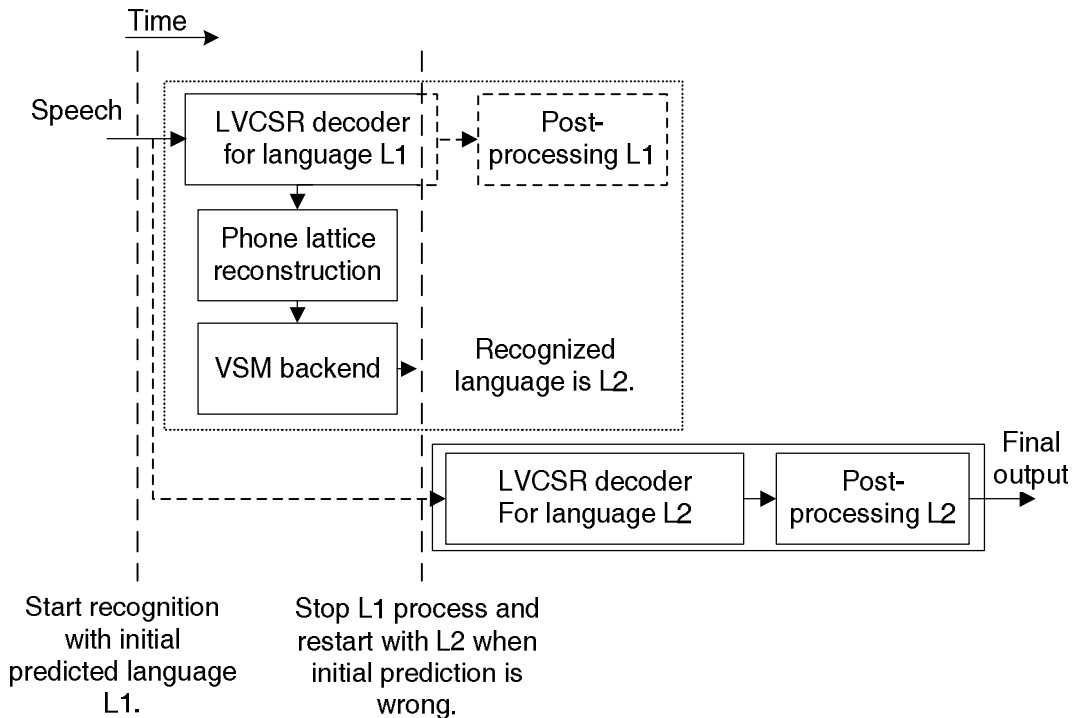 Time
Speech
LVCSR decoder
for language L1
Post-
processing L1
Phone lattice
reconstruction
VSM backend
Recognized
language is L2.
LVCSR decoder
For language L2
Post-
processing L2
Final
output
Start recognition
with initial
predicted language
L1.
Stop L1 process and
restart with L2 when
initial prediction is
wrong.